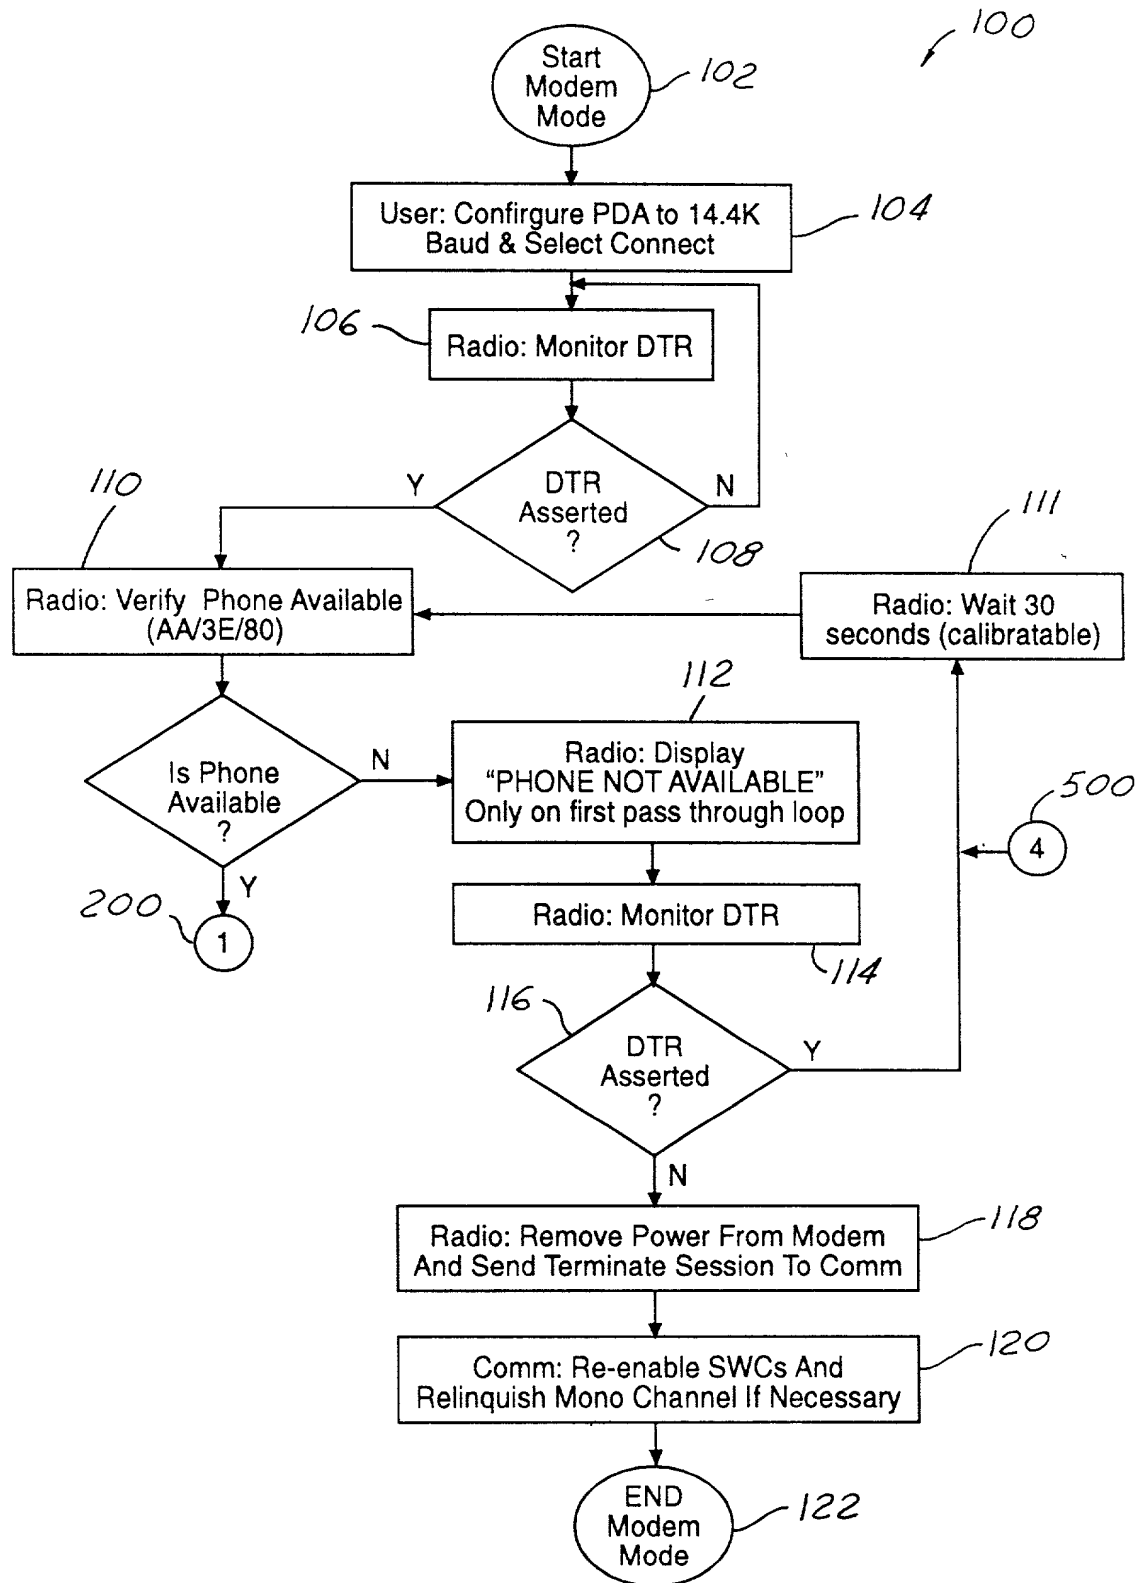 100
Start
Modem
Mode
102
User: Confirgure PDA to 14.4K
Baud & Select Connect
104
106
Radio: Monitor DTR
DTR
Asserted
?
Y
N
108
110
Radio: Verify Phone Available
(AA/3E/80)
111
Radio: Wait 30
seconds (calibratable)
Is Phone
Available
?
N
Y
200
1
112
Radio: Display
“PHONE NOT AVAILABLE”
Only on first pass through loop
500
4
Radio: Monitor DTR
114
116
DTR
Asserted
?
Y
N
Radio: Remove Power From Modem
And Send Terminate Session To Comm
118
Comm: Re-enable SWCs And
Relinquish Mono Channel If Necessary
120
END
Modem
Mode
122